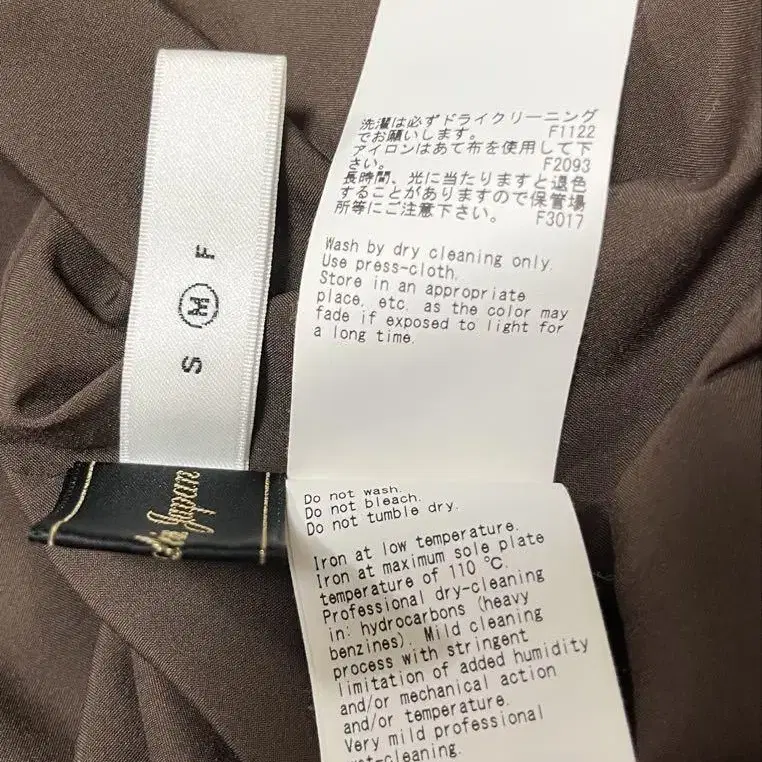 洗濯は必ずドライクリーニング
でお願いします。 F1122
アイロンはあて布を使用して下
さい。 F2093
長時間、光に当たりますと退色
することがありますので保管場
所等にご注意下さい。 F3017
Wash by dry cleaning only.
Use press-cloth.
Store in an appropriate
place, etc. as the color may
fade if exposed to light for
a long time.
S M F
Japan
Do not wash.
Do not bleach.
Do not tumble dry.
Iron at low temperature.
Iron at maximum sole plate
temperature of 110 ℃.
Professional dry-cleaning
in: hydrocarbons (heavy
benzines). Mild cleaning
process with stringent
limitation of added humidity
and/or mechanical action
and/or temperature.
Very mild professional
wet-cleaning.